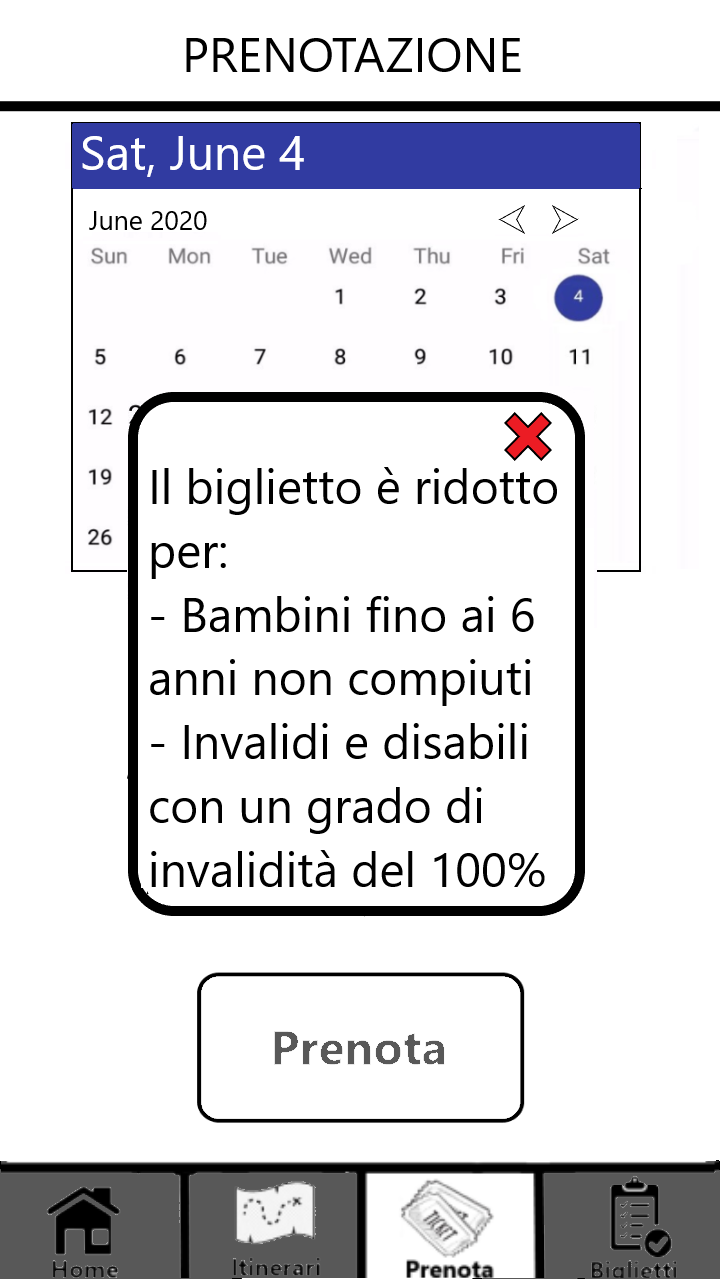 PRENOTAZIONE
Sat, June 4
June 2020
Sun Mon Tue Wed Thu Fri Sat
1 2 3 4
5 6 7 8 9 10 11
12
19
26
Il biglietto è ridotto
per:
- Bambini fino ai 6
anni non compiuti
- Invalidi e disabili
con un grado di
invalidità del 100%
Prenota
TICKET
Home Itinerari Prenota Biglietti